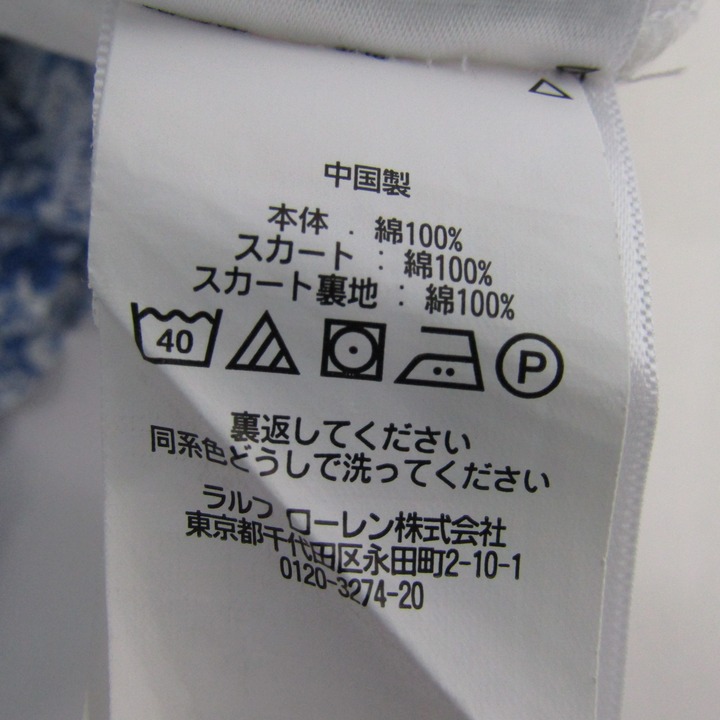 中国製
本体 : 綿100%
スカート : 綿100%
スカート裏地 : 綿100%
40 P
裏返してください
同系色どうしで洗ってください
ラルフ ローレン株式会社
東京都千代田区永田町2-10-1
0120-3274-20